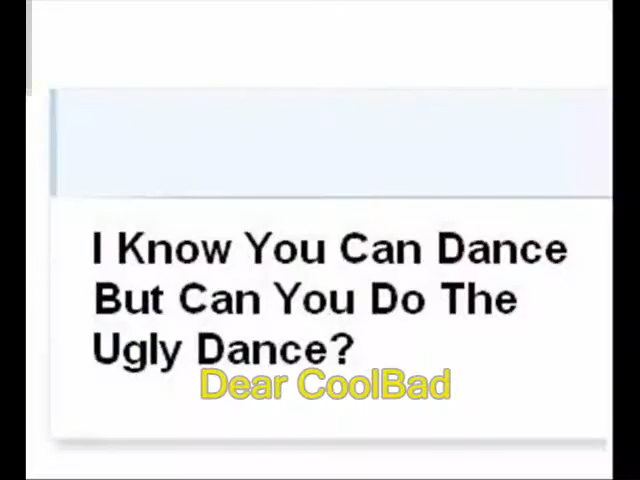 I Know You Can Dance
But Can You Do The
Ugly Dance?
Dear CoolBad